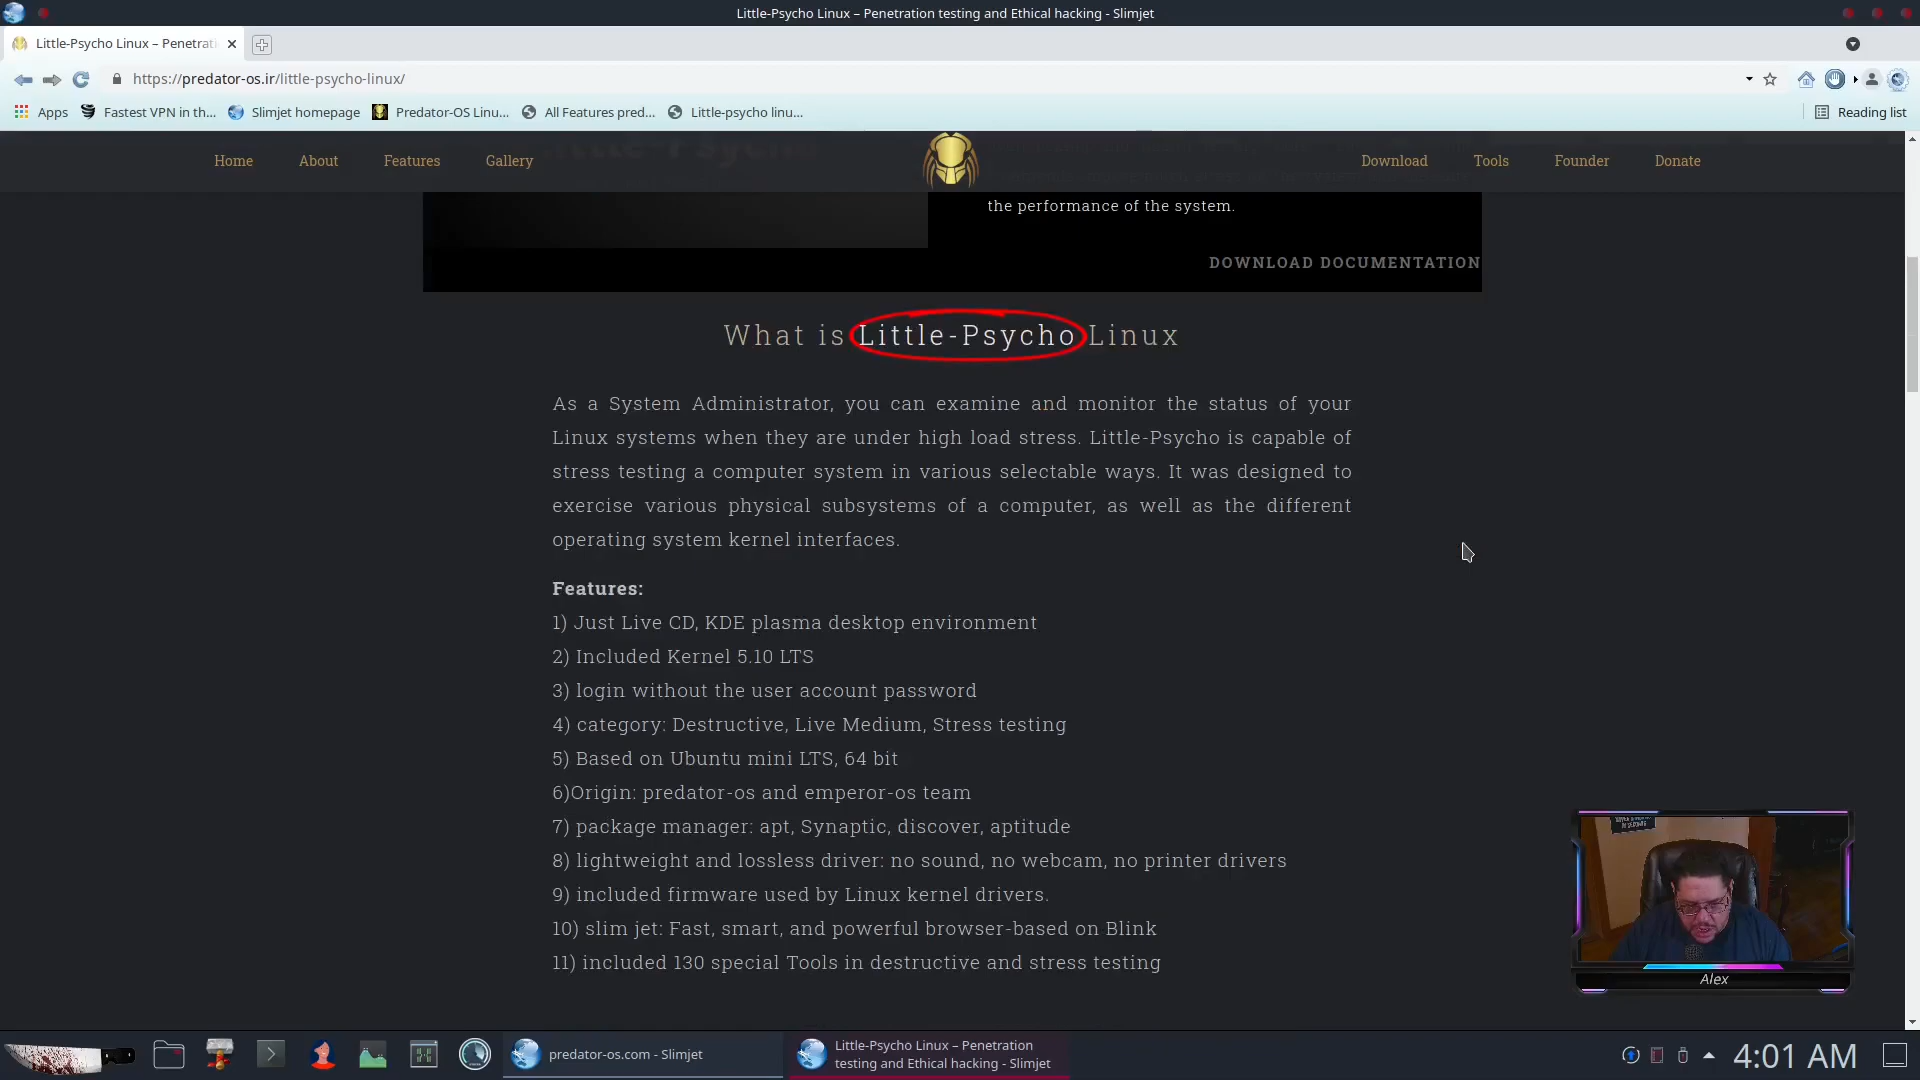 Little-Psycho Linux – Penetration testing and Ethical hacking - Slimjet
Little-Psycho Linux – Penetrati
https://predator-os.ir/little-psycho-linux/
Apps
Fastest VPN in th...
Slimjet homepage
Predator-OS Linu...
All Features pred...
Little-psycho linu...
Reading list
Home
About
Features
Gallery
Download
Tools
Founder
Donate
the performance of the system.
DOWNLOAD DOCUMENTATION
What is Little-Psycho Linux
As a System Administrator, you can examine and monitor the status of your
Linux systems when they are under high load stress. Little-Psycho is capable of
stress testing a computer system in various selectable ways. It was designed to
exercise various physical subsystems of a computer, as well as the different
operating system kernel interfaces.
Features:
1) Just Live CD, KDE plasma desktop environment
2) Included Kernel 5.10 LTS
3) login without the user account password
4) category: Destructive, Live Medium, Stress testing
5) Based on Ubuntu mini LTS, 64 bit
6)Origin: predator-os and emperor-os team
7) package manager: apt, Synaptic, discover, aptitude
8) lightweight and lossless driver: no sound, no webcam, no printer drivers
9) included firmware used by Linux kernel drivers.
10) slim jet: Fast, smart, and powerful browser-based on Blink
11) included 130 special Tools in destructive and stress testing
Alex
predator-os.com - Slimjet
Little-Psycho Linux – Penetration
testing and Ethical hacking - Slimjet
4:01 AM